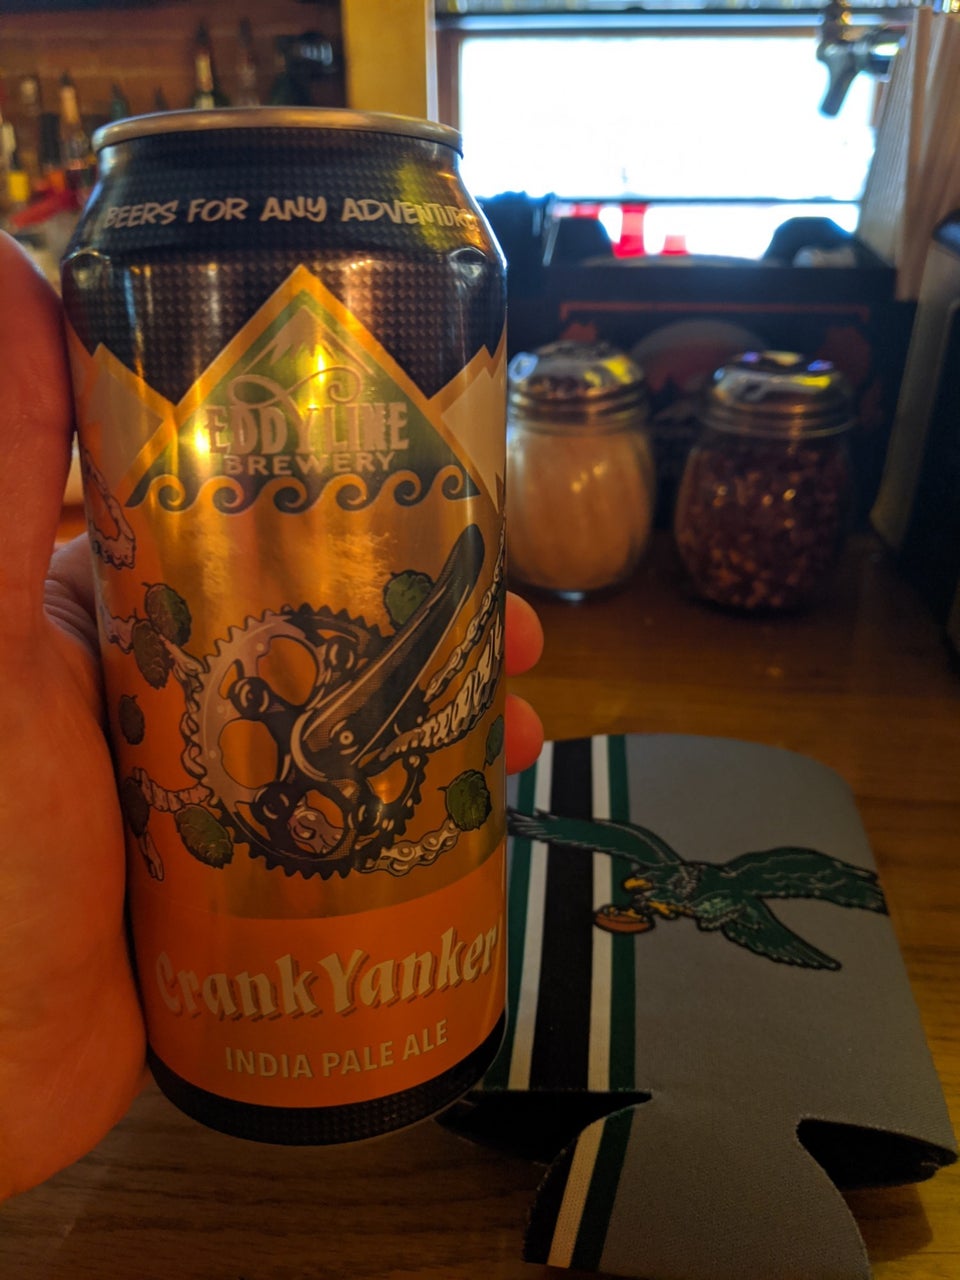 BEERS FOR ANY ADVENTURE
EDDYLINE
BREWERY
CrankYanker
INDIA PALE ALE